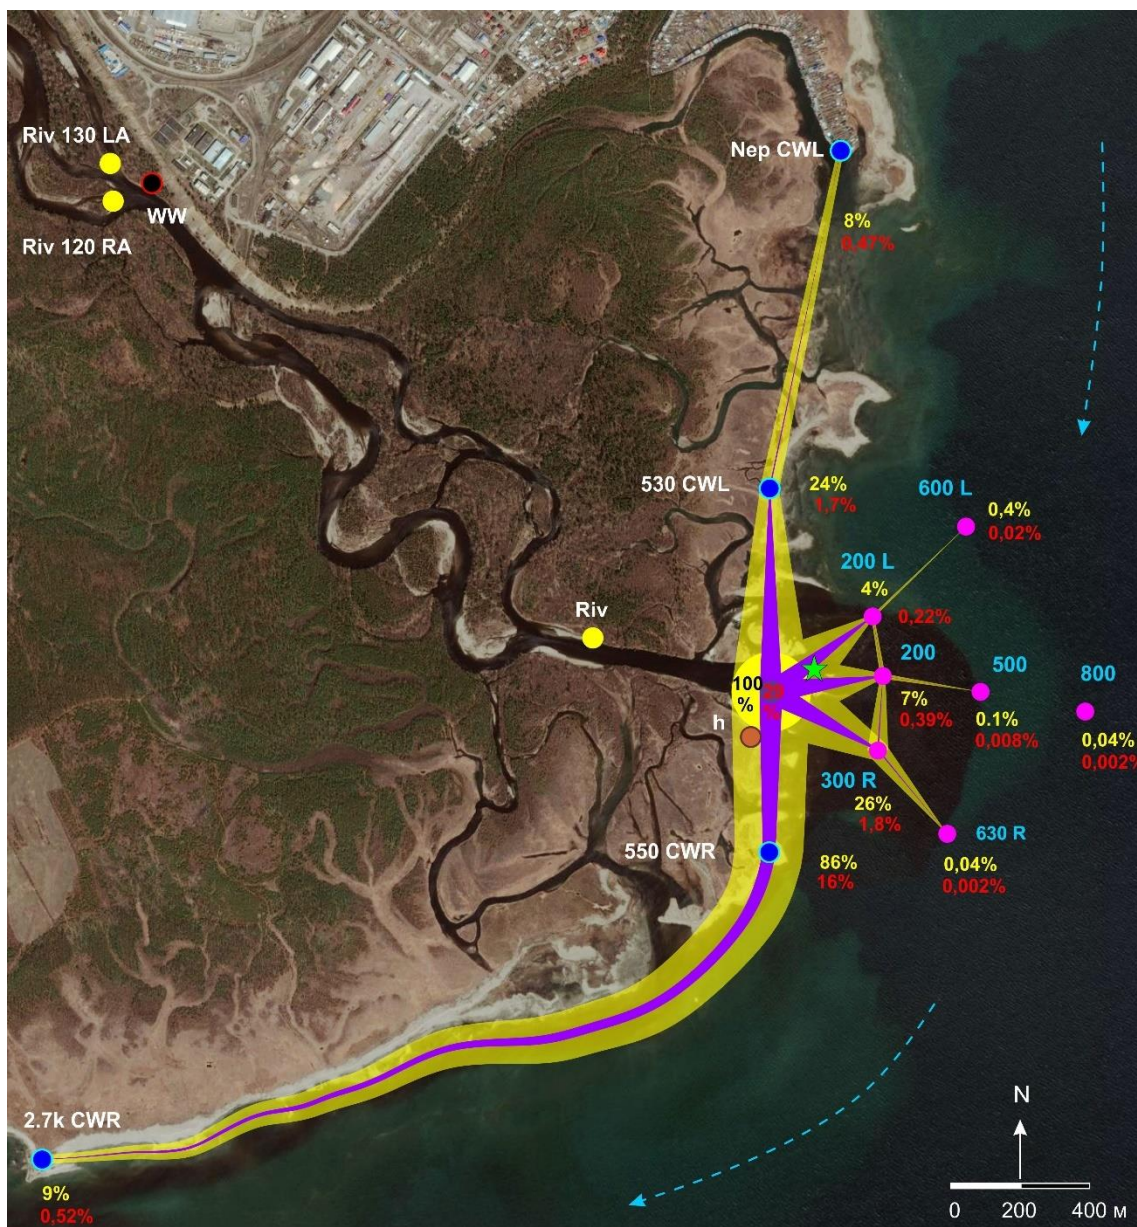 Riv 130 LA
Nep CWL
WW
Riv 120 RA
8%
0,47%
530 CWL
24%
1,7%
600 L
0,4%
0,02%
200 L
4%
0,22%
Riv
200
500
800
100
%
7%
0,39%
0.1%
0,008%
0,04%
0,002%
h
300 R
26%
1,8%
630 R
0,04%
0,002%
550 CWR
86%
16%
N
2.7k CWR
9%
0,52%
0 200 400 м